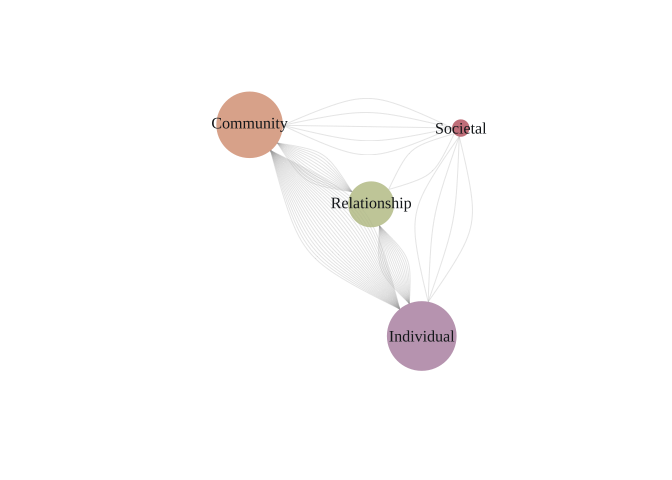 Community
Societal
Relationship
Individual